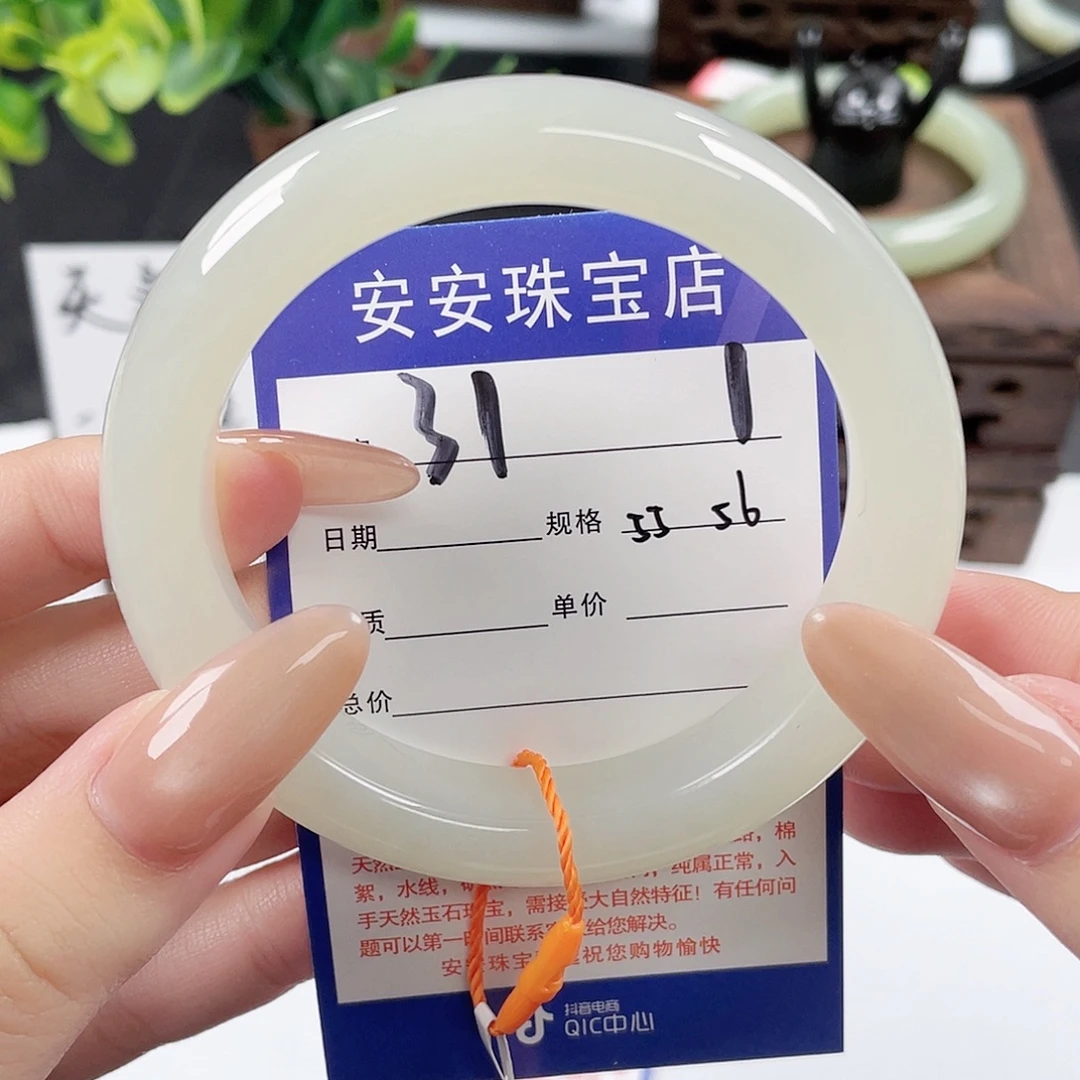 安安珠宝店
31 1
日期 规格 55 56
质 单价
总价
棉
天然 纯属正常，入
絮，水线，
手天然玉石珠宝，需接 大自然特征！有任何问
题可以第一时间联系 给您解决。
安安珠宝 祝您购物愉快
抖音电商
QIC中心
天